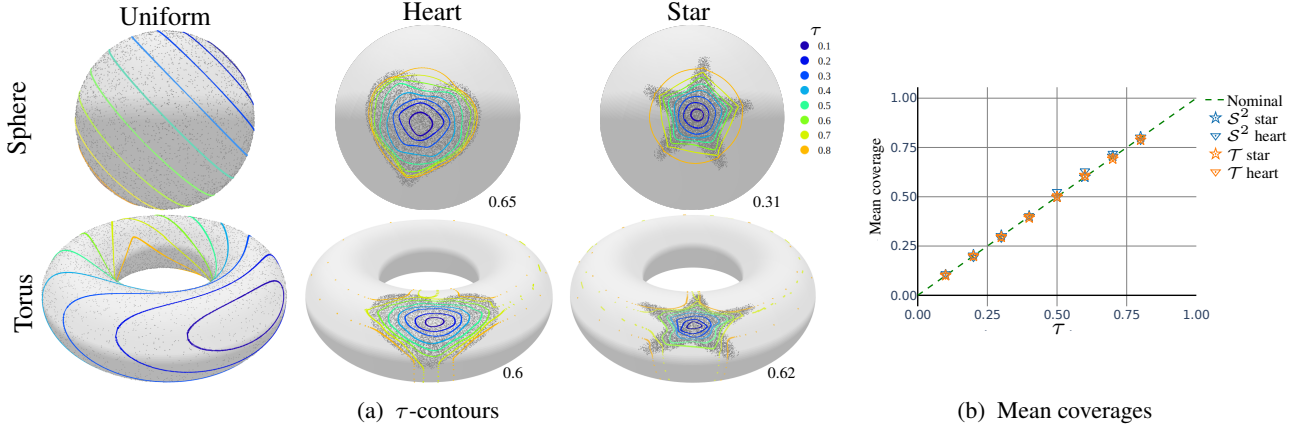 Uniform
Heart
Star
Sphere
τ
0.1
0.2
0.3
0.4
0.5
0.6
0.7
0.8
0.65
0.31
Torus
0.6
0.62
(a) τ-contours
Mean coverage
1.00
0.75
0.50
0.25
0.00
0.00 0.25 0.50 0.75 1.00
τ
Nominal
S² star
S² heart
T star
T heart
(b) Mean coverages